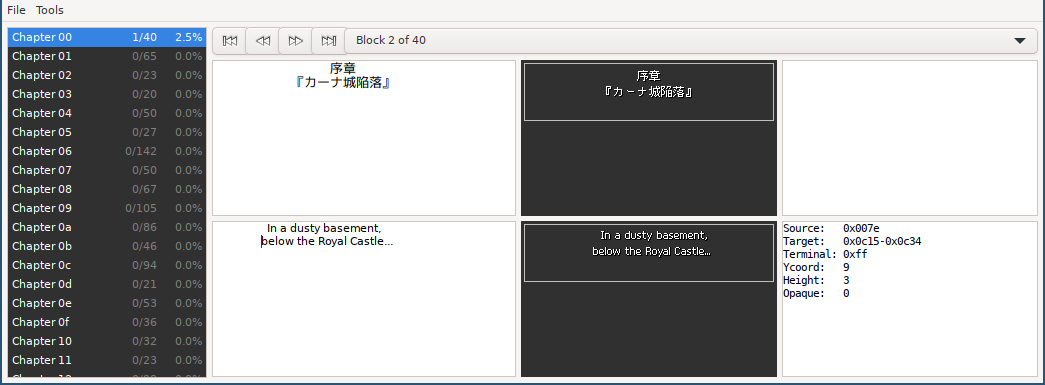 File Tools
Chapter 00 1/40 2.5%
Chapter 01 0/65 0.0%
Chapter 02 0/23 0.0%
Chapter 03 0/20 0.0%
Chapter 04 0/50 0.0%
Chapter 05 0/27 0.0%
Chapter 06 0/142 0.0%
Chapter 07 0/50 0.0%
Chapter 08 0/67 0.0%
Chapter 09 0/105 0.0%
Chapter 0a 0/86 0.0%
Chapter 0b 0/46 0.0%
Chapter 0c 0/94 0.0%
Chapter 0d 0/21 0.0%
Chapter 0e 0/53 0.0%
Chapter 0f 0/36 0.0%
Chapter 10 0/32 0.0%
Chapter 11 0/23 0.0%
Block 2 of 40
序章
『カーナ城陥落』
序章
『カーナ城陥落』
In a dusty basement,
below the Royal Castle...
In a dusty basement,
below the Royal Castle...
Source: 0x007e
Target: 0x0c15-0x0c34
Terminal: 0xff
Ycoord: 9
Height: 3
Opaque: 0